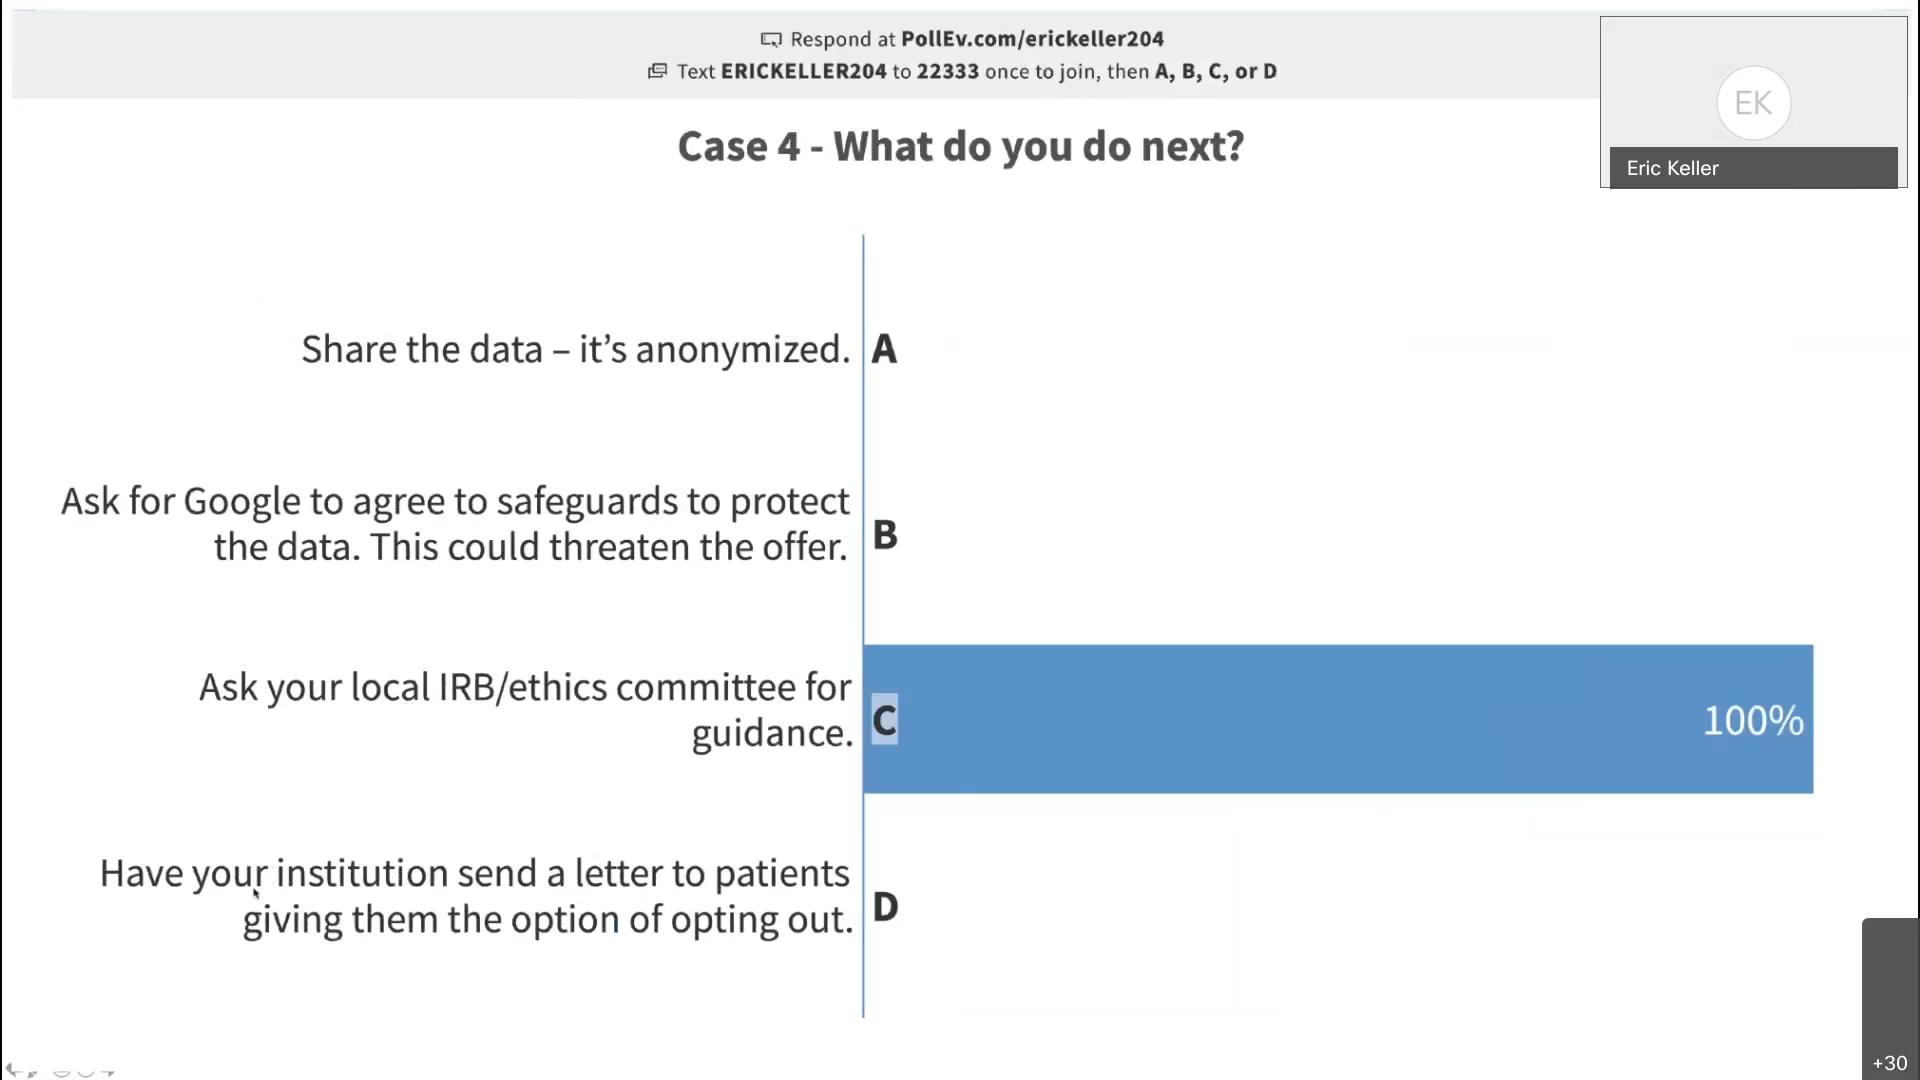 Respond at PollEv.com/erickeller204
Text ERICKELLER204 to 22333 once to join, then A, B, C, or D
EK
Eric Keller
Case 4 - What do you do next?
Share the data – it’s anonymized.
A
Ask for Google to agree to safeguards to protect
the data. This could threaten the offer.
B
Ask your local IRB/ethics committee for
guidance.
C
100%
Have your institution send a letter to patients
giving them the option of opting out.
D
+30